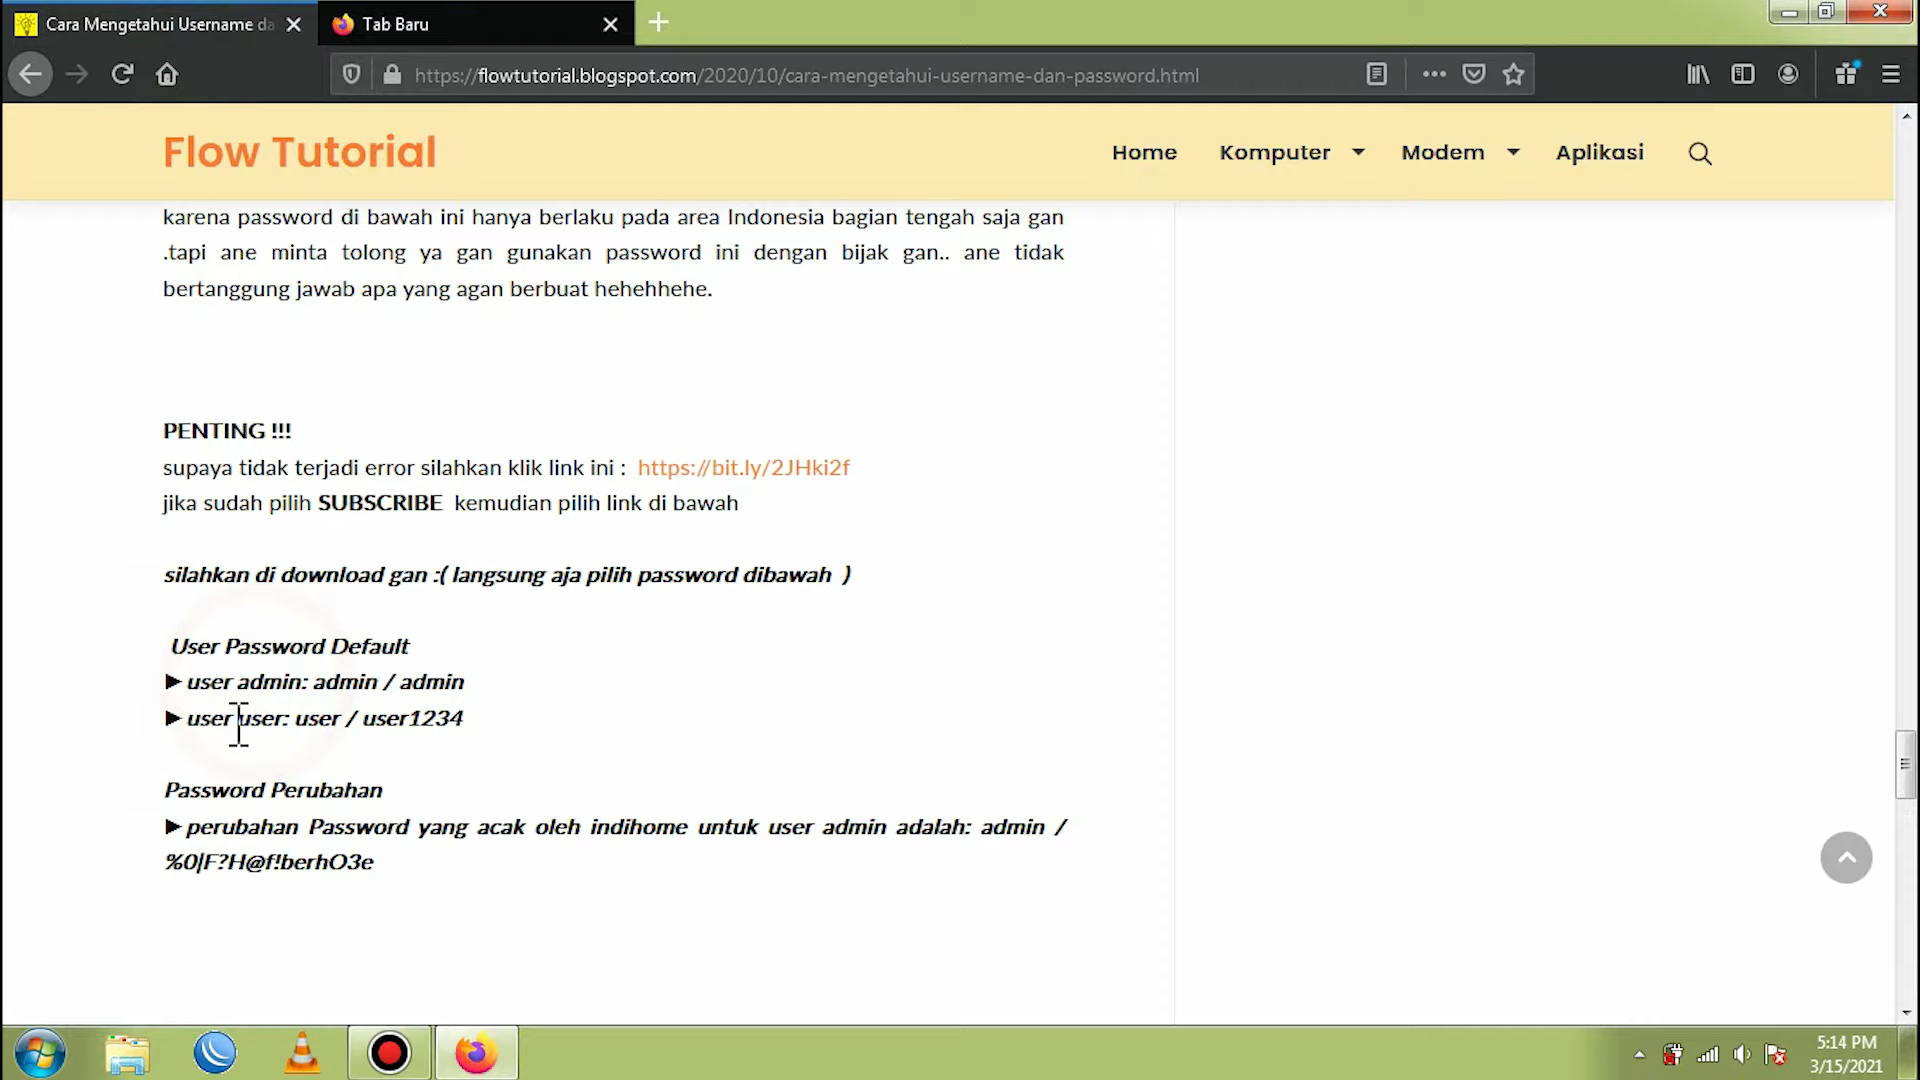 Cara Mengetahui Username da
Tab Baru
https://flowtutorial.blogspot.com/2020/10/cara-mengetahui-username-dan-password.html
Flow Tutorial
Home
Komputer
Modem
Aplikasi
karena password di bawah ini hanya berlaku pada area Indonesia bagian tengah saja gan
.tapi ane minta tolong ya gan gunakan password ini dengan bijak gan.. ane tidak
bertanggung jawab apa yang agan berbuat hehehhehe.
PENTING !!!
supaya tidak terjadi error silahkan klik link ini : https://bit.ly/2JHki2f
jika sudah pilih SUBSCRIBE kemudian pilih link di bawah
silahkan di download gan :( langsung aja pilih password dibawah )
User Password Default
►user admin: admin / admin
►user user: user / user1234
Password Perubahan
►perubahan Password yang acak oleh indihome untuk user admin adalah: admin /
%0|F?H@f!berhO3e
5:14 PM
3/15/2021